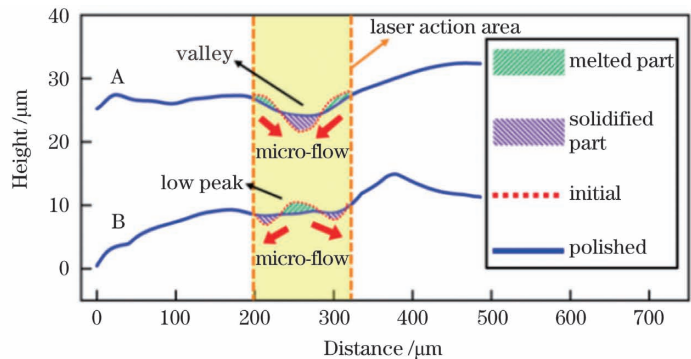 40
30
20
10
0
Height /μm
A
B
valley
micro-flow
low peak
micro-flow
laser action area
melted part
solidified
part
initial
polished
0
100
200
300
400
500
600
700
Distance /μm